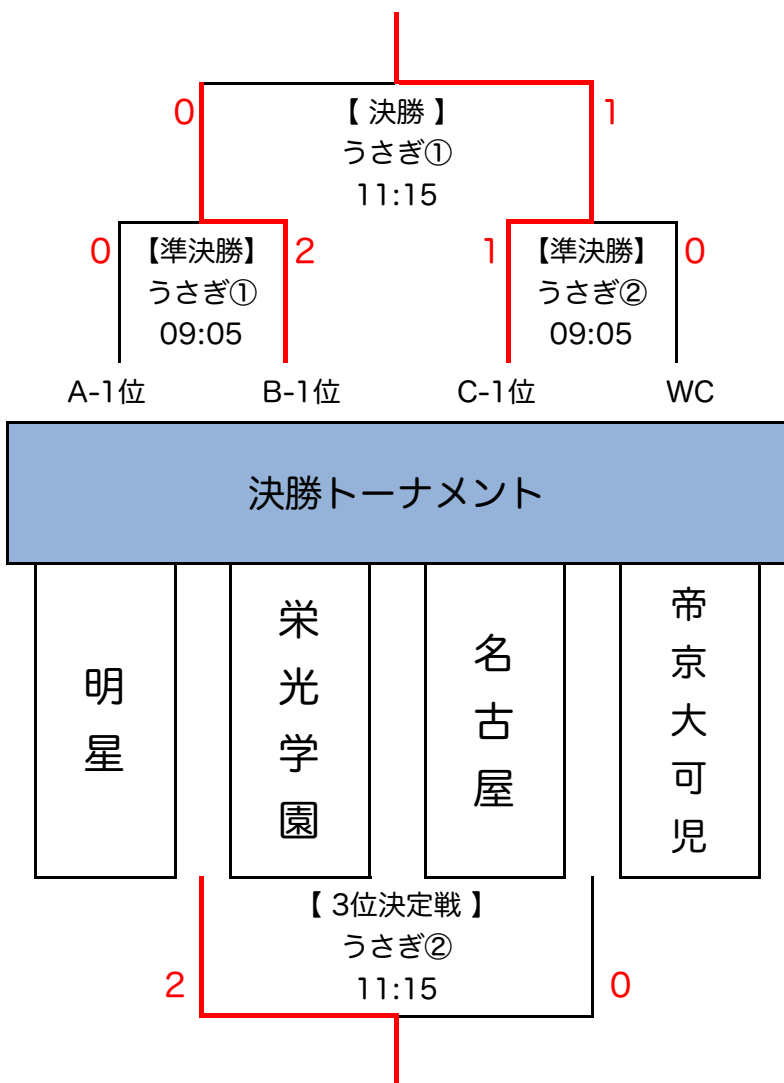 0
【 決勝 】
1
うさぎ①
11:15
0
【準決勝】
2
1
【準決勝】
0
うさぎ①
うさぎ②
09:05
09:05
A-1位
B-1位
C-1位
WC
決勝トーナメント
明星
栄光学園
名古屋
帝京大可児
【 3位決定戦 】
うさぎ②
2
11:15
0